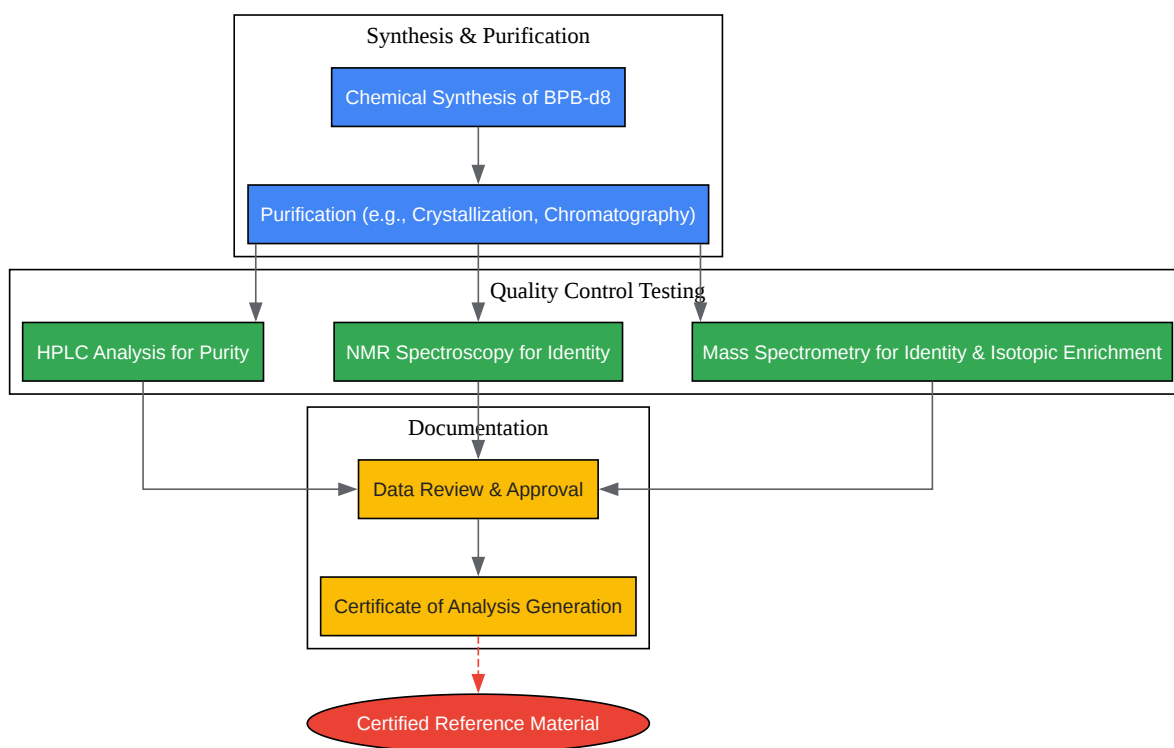 Synthesis & Purification
Chemical Synthesis of BPB-d8
Purification (e.g., Crystallization, Chromatography)
Quality Control Testing
HPLC Analysis for Purity
NMR Spectroscopy for Identity
Mass Spectrometry for Identity & Isotopic Enrichment
Documentation
Data Review & Approval
Certificate of Analysis Generation
Certified Reference Material